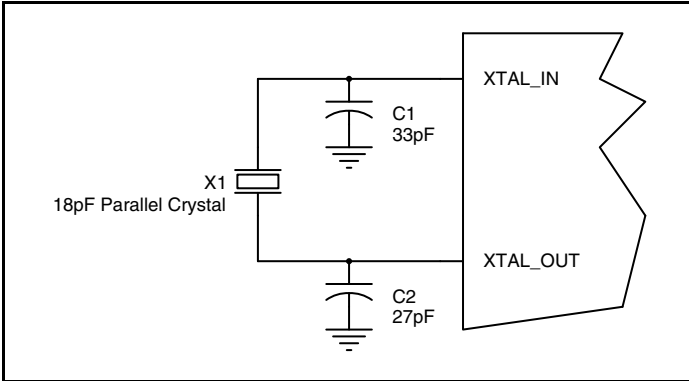 XTAL_IN
C1
33pF
X1
18pF Parallel Crystal
XTAL_OUT
C2
27pF